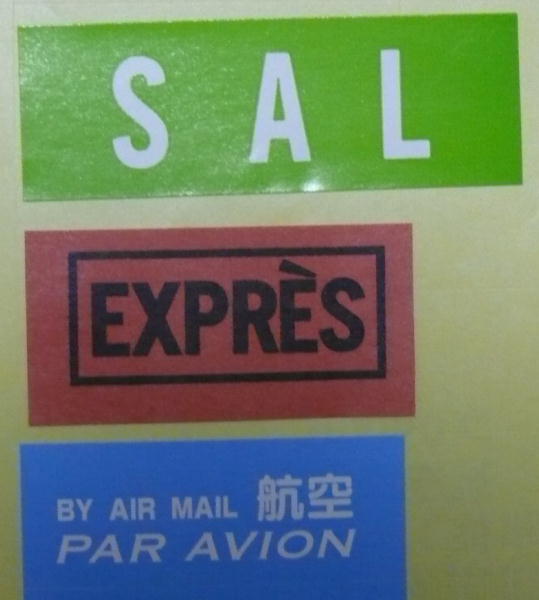 S A L
EXPRÈS
BY AIR MAIL 航空
PAR AVION